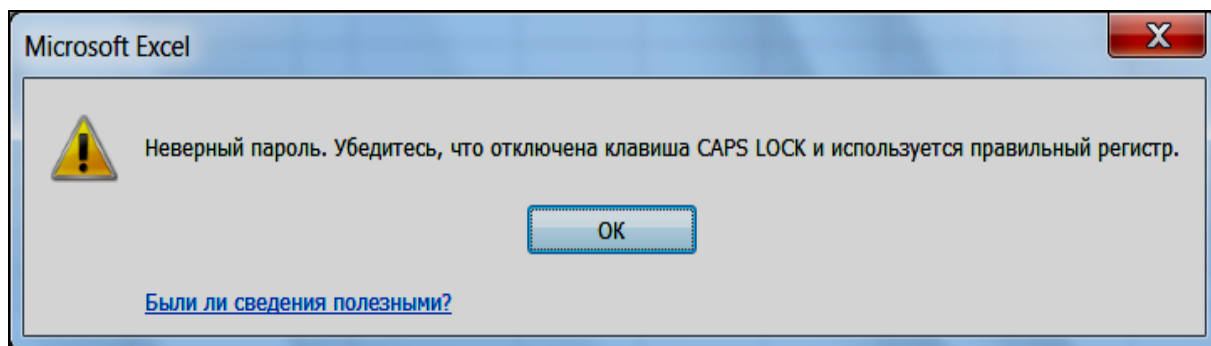 Microsoft Excel
X
Неверный пароль. Убедитесь, что отключена клавиша CAPS LOCK и используется правильный регистр.
ОК
Были ли сведения полезными?